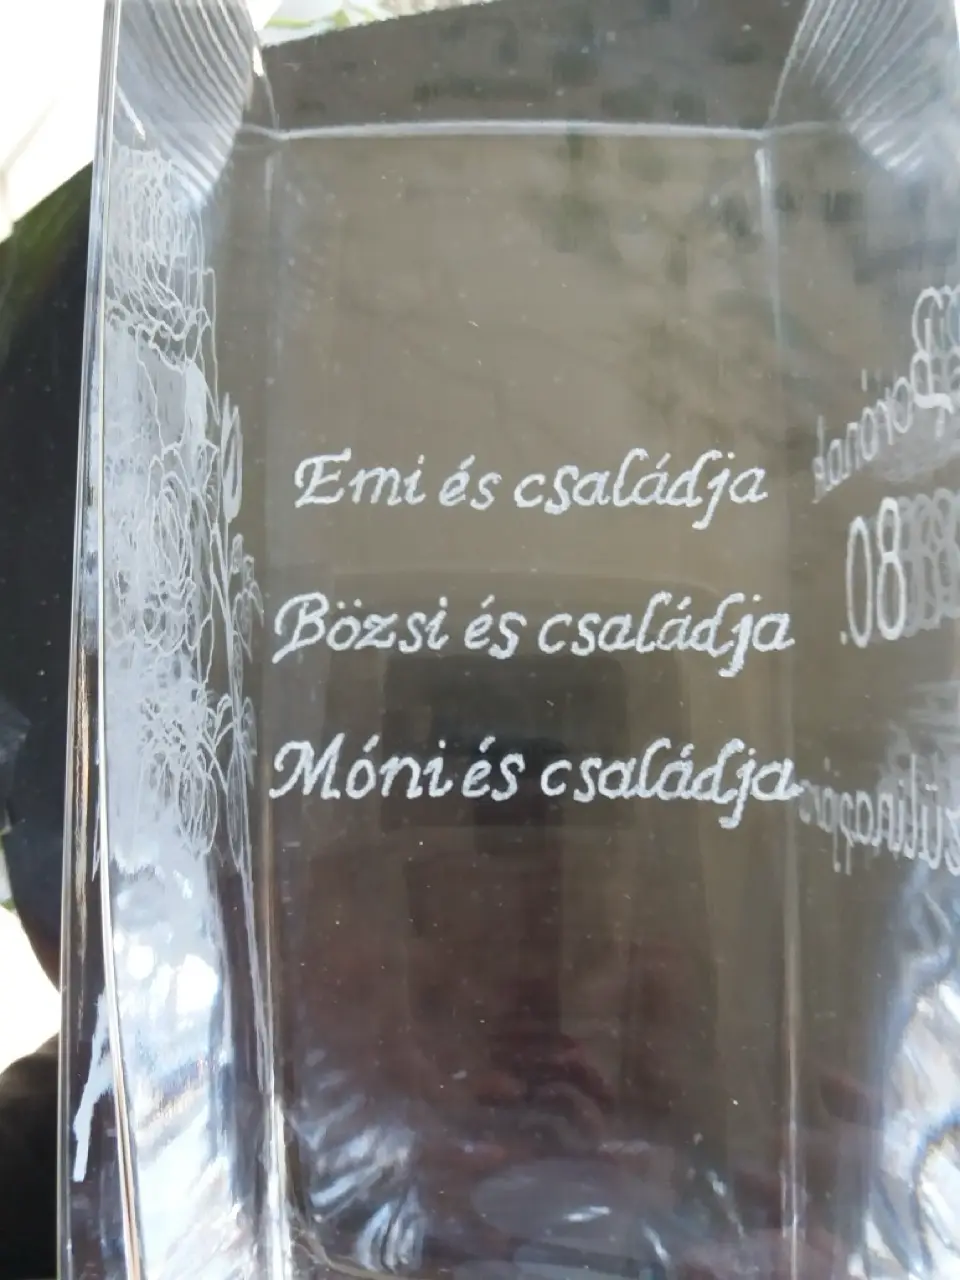 Emi és családja
Bözsi és családja
Móni és családja
80.